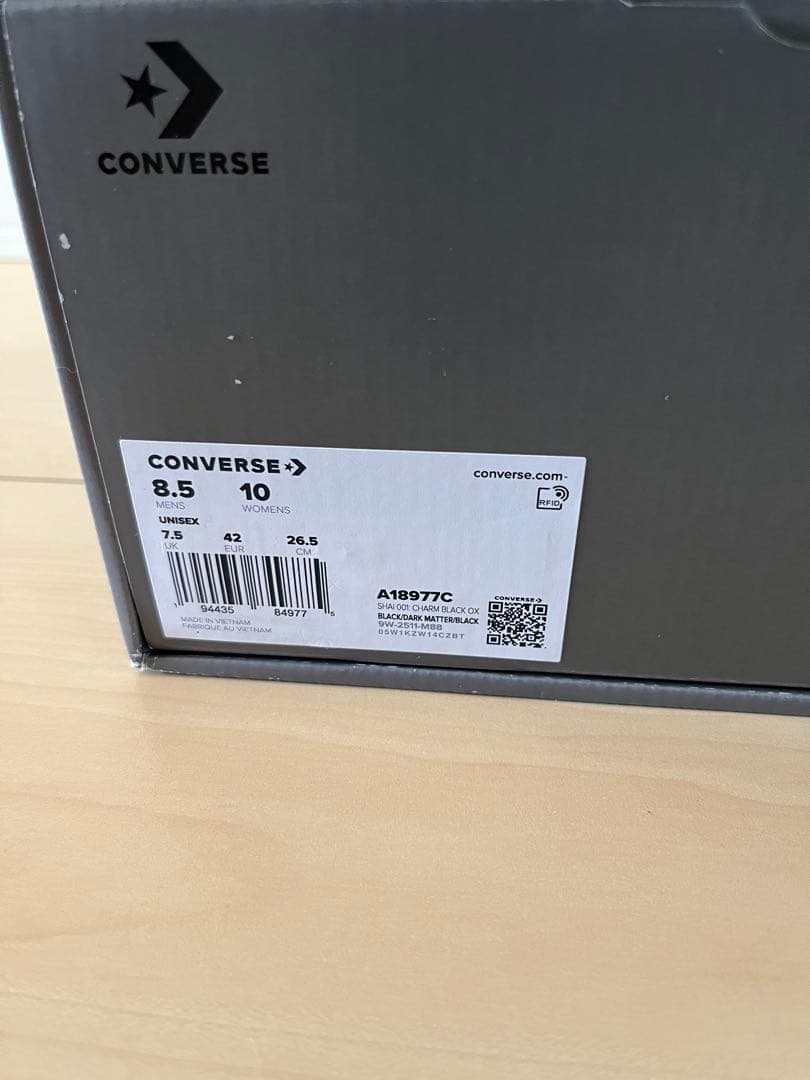 CONVERSE
CONVERSE
converse.com
8.5 10
MENS WOMENS
RFID
UNISEX
7.5 42 26.5
UK EUR CM
1 94435 84977 6
MADE IN VIETNAM
FABRIQUE AU VIETNAM
A18977C
SHAI 001: CHARM BLACK OX
BLACK/DARK MATTER/BLACK
9W-2511-M88
05W1KZW14CZBT
CONVERSE